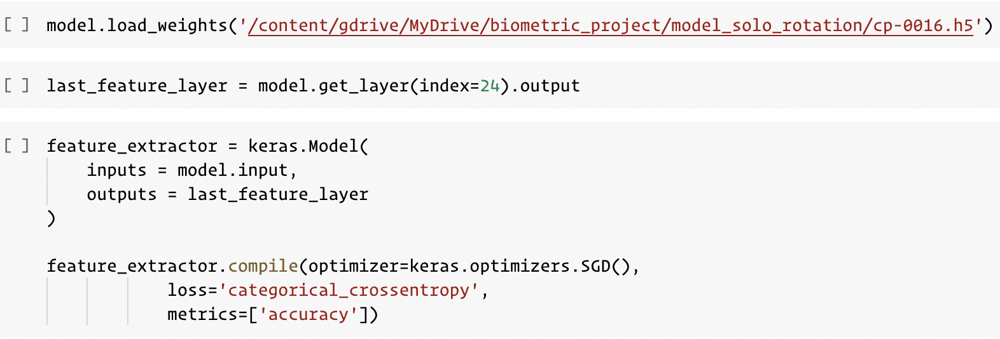 [ ] model.load_weights('/content/gdrive/MyDrive/biometric_project/model_solo_rotation/cp-0016.h5')
[ ] last_feature_layer = model.get_layer(index=24).output
[ ] feature_extractor = keras.Model(
inputs = model.input,
outputs = last_feature_layer
)
feature_extractor.compile(optimizer=keras.optimizers.SGD(),
loss='categorical_crossentropy',
metrics=['accuracy'])